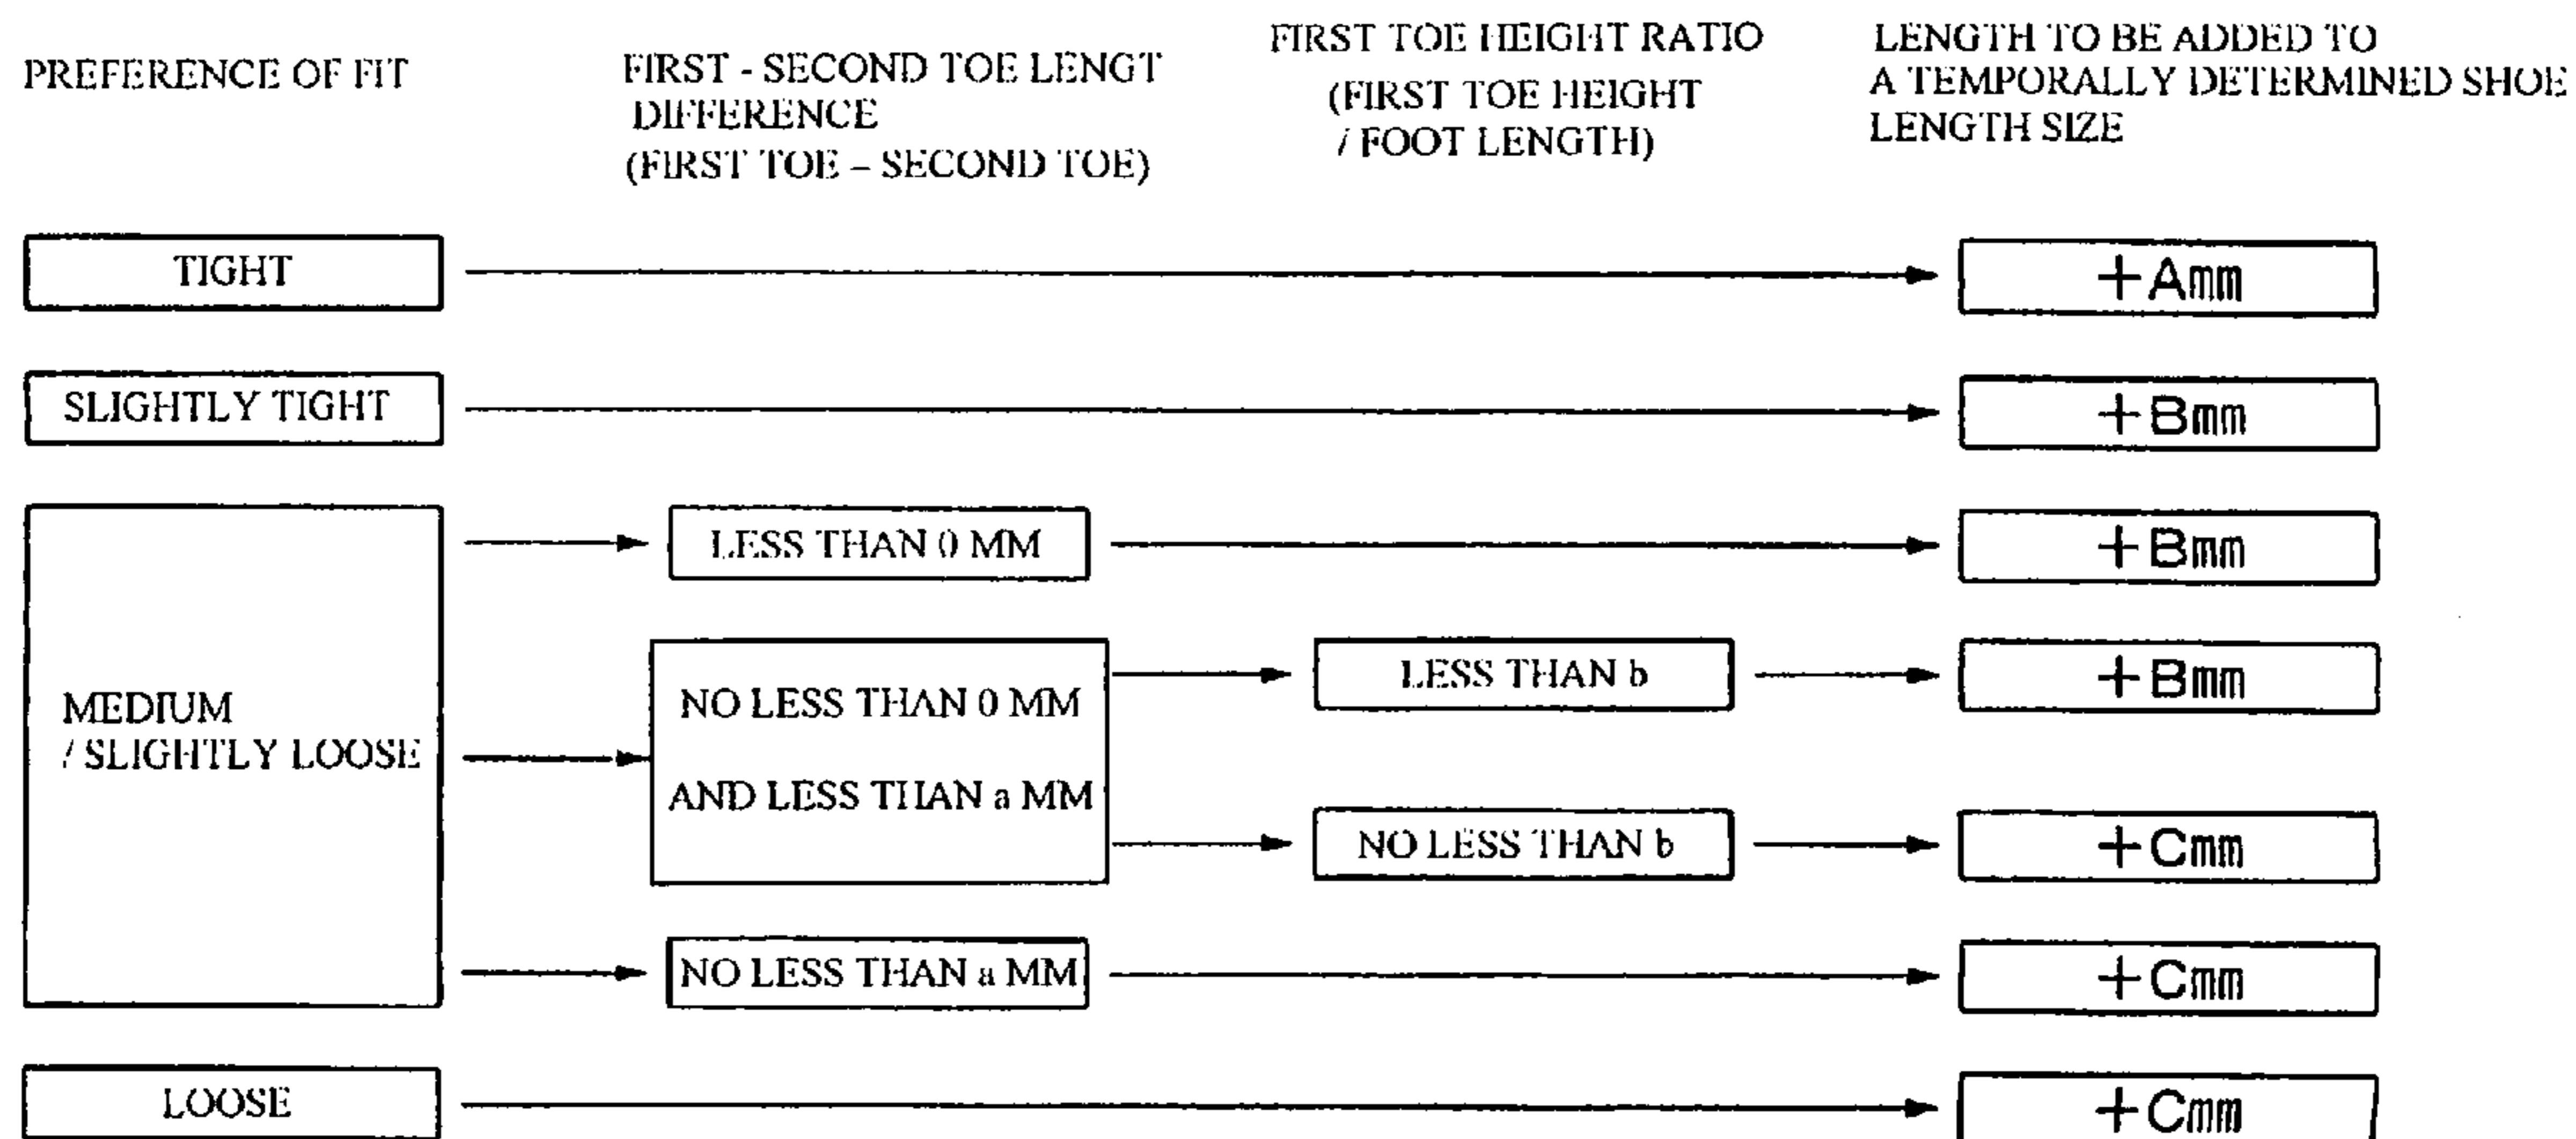 PREFERENCE OF FIT
FIRST - SECOND TOE LENGT
DIFFERENCE
(FIRST TOE – SECOND TOE)
FIRST TOE HEIGHT RATIO
(FIRST TOE HEIGHT
/ FOOT LENGTH)
LENGTH TO BE ADDED TO
A TEMPORALLY DETERMINED SHOE
LENGTH SIZE
TIGHT
+Amm
SLIGHTLY TIGHT
+Bmm
MEDIUM
/ SLIGHTLY LOOSE
LESS THAN 0 MM
+Bmm
NO LESS THAN 0 MM
AND LESS THAN a MM
LESS THAN b
+Bmm
NO LESS THAN b
+Cmm
NO LESS THAN a MM
+Cmm
LOOSE
+Cmm